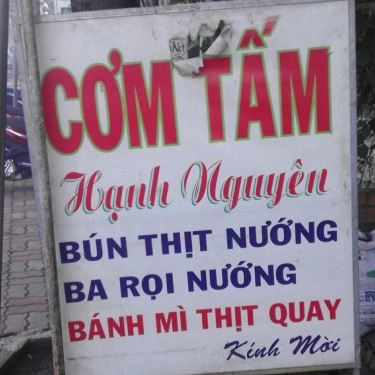 CƠM TẤM
Hạnh Nguyên
BÚN THỊT NƯỚNG
BA RỌI NƯỚNG
BÁNH MÌ THỊT QUAY
Kính Mời